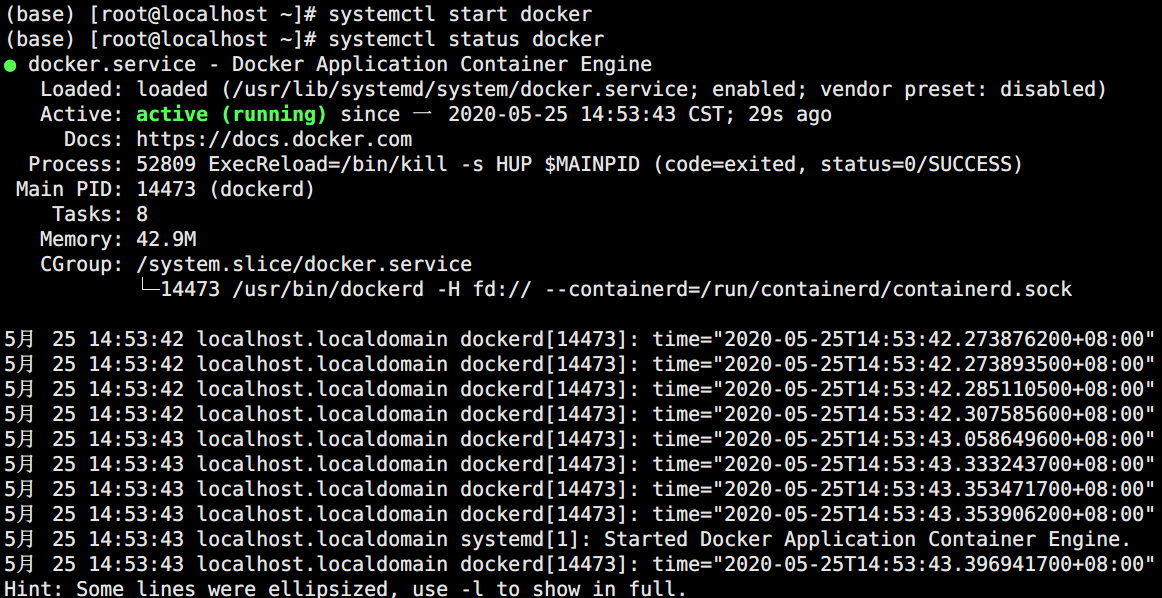 (base) [root@localhost ~]# systemctl start docker
(base) [root@localhost ~]# systemctl status docker
● docker.service - Docker Application Container Engine
   Loaded: loaded (/usr/lib/systemd/system/docker.service; enabled; vendor preset: disabled)
   Active: active (running) since 一 2020-05-25 14:53:43 CST; 29s ago
     Docs: https://docs.docker.com
  Process: 52809 ExecReload=/bin/kill -s HUP $MAINPID (code=exited, status=0/SUCCESS)
 Main PID: 14473 (dockerd)
    Tasks: 8
   Memory: 42.9M
   CGroup: /system.slice/docker.service
           └─14473 /usr/bin/dockerd -H fd:// --containerd=/run/containerd/containerd.sock

5月 25 14:53:42 localhost.localdomain dockerd[14473]: time="2020-05-25T14:53:42.273876200+08:00"
5月 25 14:53:42 localhost.localdomain dockerd[14473]: time="2020-05-25T14:53:42.273893500+08:00"
5月 25 14:53:42 localhost.localdomain dockerd[14473]: time="2020-05-25T14:53:42.285110500+08:00"
5月 25 14:53:42 localhost.localdomain dockerd[14473]: time="2020-05-25T14:53:42.307585600+08:00"
5月 25 14:53:43 localhost.localdomain dockerd[14473]: time="2020-05-25T14:53:43.058649600+08:00"
5月 25 14:53:43 localhost.localdomain dockerd[14473]: time="2020-05-25T14:53:43.333243700+08:00"
5月 25 14:53:43 localhost.localdomain dockerd[14473]: time="2020-05-25T14:53:43.353471700+08:00"
5月 25 14:53:43 localhost.localdomain dockerd[14473]: time="2020-05-25T14:53:43.353906200+08:00"
5月 25 14:53:43 localhost.localdomain systemd[1]: Started Docker Application Container Engine.
5月 25 14:53:43 localhost.localdomain dockerd[14473]: time="2020-05-25T14:53:43.396941700+08:00"
Hint: Some lines were ellipsized, use -l to show in full.